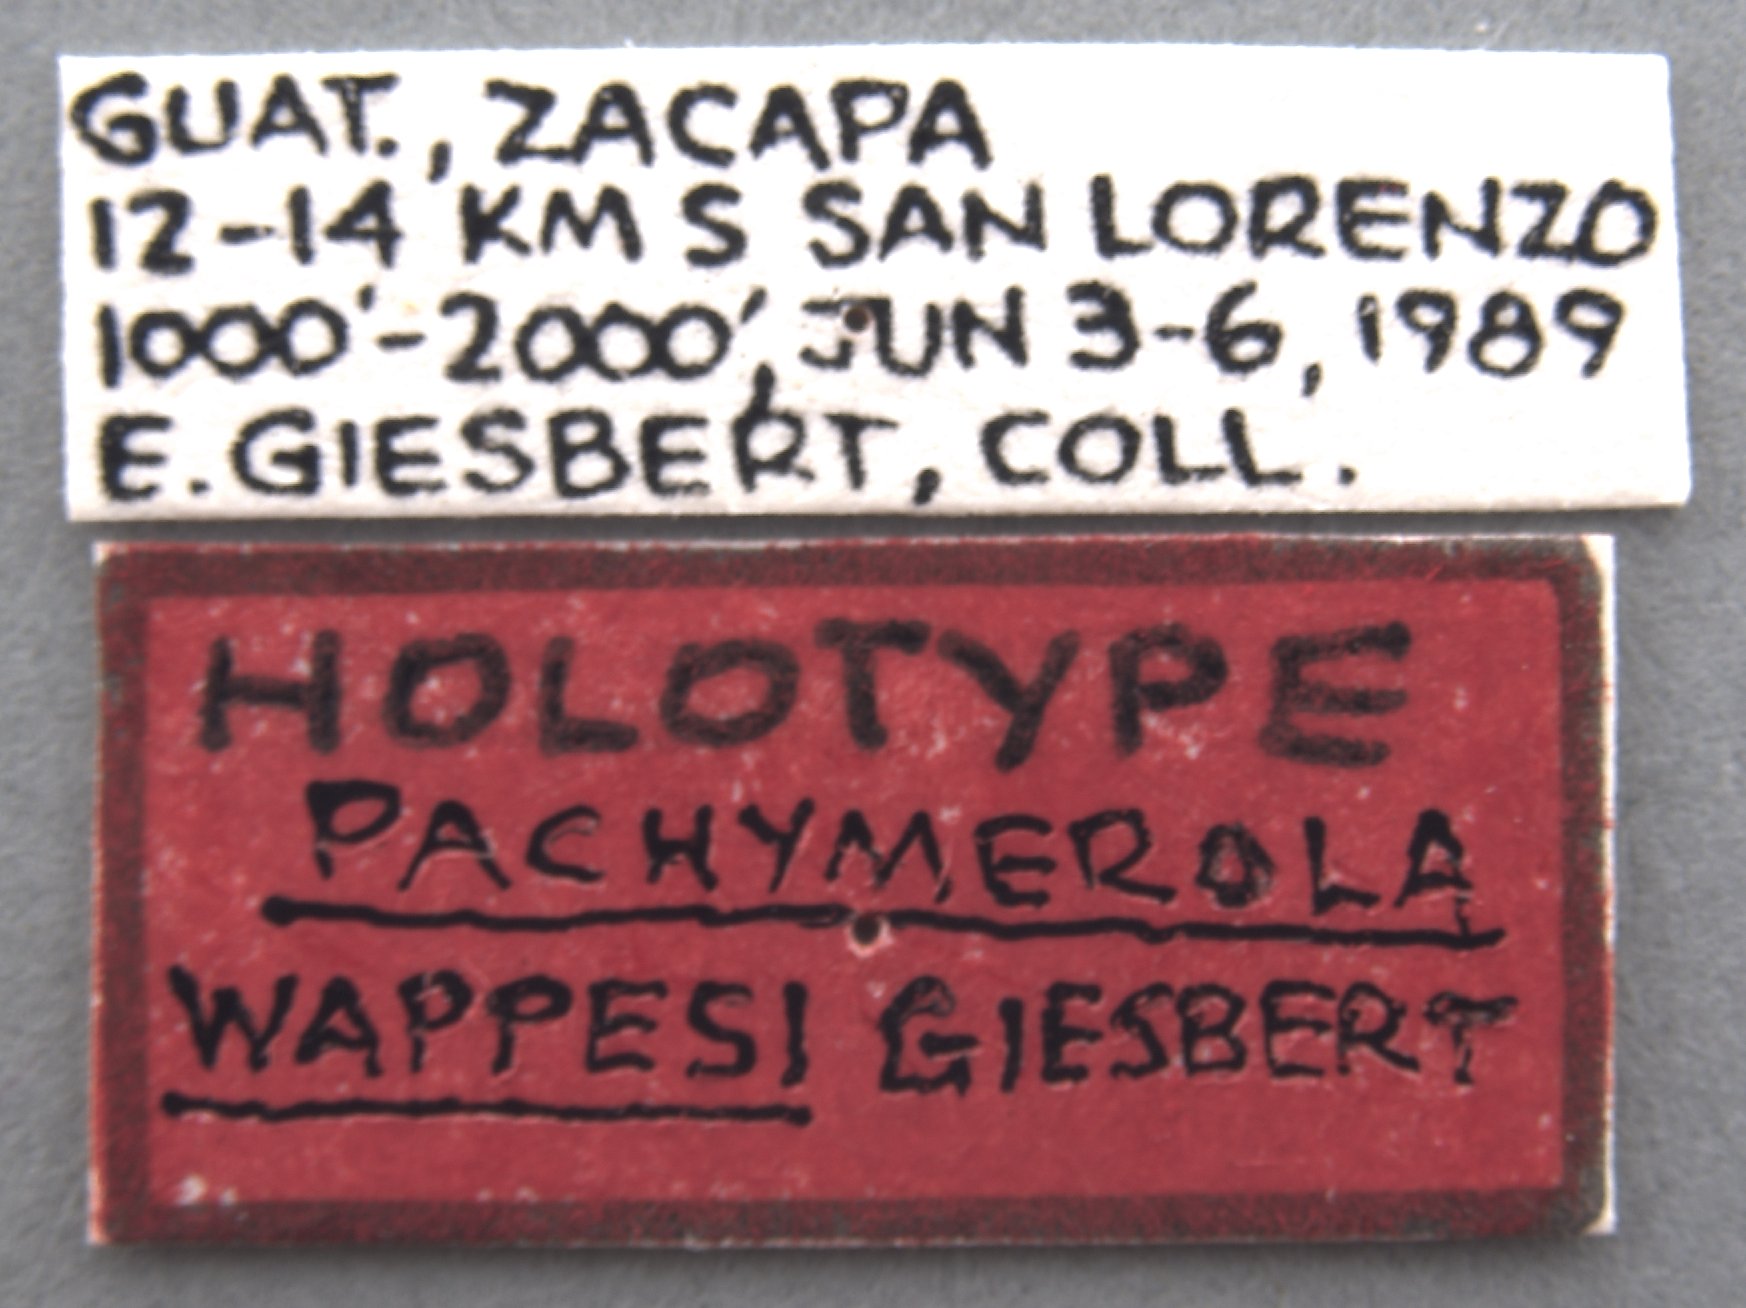 GUAT., ZACAPA
12-14 KM S SAN LORENZO
1000'-2000', JUN 3-6, 1989
E. GIESBERT, COLL.
HOLOTYPE
PACHYMEROLA
WAPPESI GIESBERT